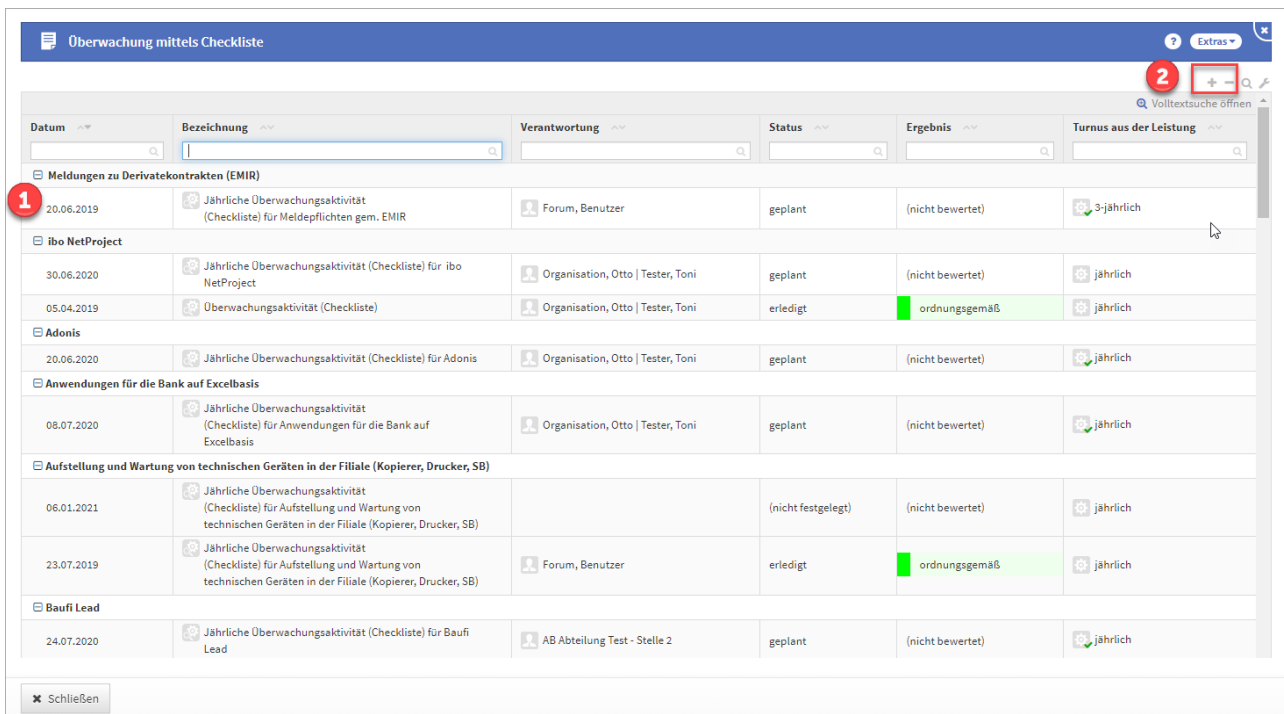 Überwachung mittels Checkliste
? Extras
2
Volltextsuche öffnen
Datum Bezeichnung Verantwortung Status Ergebnis Turnus aus der Leistung
Meldungen zu Derivatekontrakten (EMIR)
1
20.06.2019
Jährliche Überwachungsaktivität
(Checkliste) für Meldepflichten gem. EMIR
Forum, Benutzer
geplant
(nicht bewertet)
3-jährlich
ibo NetProject
30.06.2020
Jährliche Überwachungsaktivität (Checkliste) für ibo
NetProject
Organisation, Otto | Tester, Toni
geplant
(nicht bewertet)
jährlich
05.04.2019
Überwachungsaktivität (Checkliste)
Organisation, Otto | Tester, Toni
erledigt
ordnungsgemäß
jährlich
Adonis
20.06.2020
Jährliche Überwachungsaktivität (Checkliste) für Adonis
Organisation, Otto | Tester, Toni
geplant
(nicht bewertet)
jährlich
Anwendungen für die Bank auf Excelbasis
08.07.2020
Jährliche Überwachungsaktivität
(Checkliste) für Anwendungen für die Bank auf
Excelbasis
Organisation, Otto | Tester, Toni
geplant
(nicht bewertet)
jährlich
Aufstellung und Wartung von technischen Geräten in der Filiale (Kopierer, Drucker, SB)
06.01.2021
Jährliche Überwachungsaktivität
(Checkliste) für Aufstellung und Wartung von
technischen Geräten in der Filiale (Kopierer, Drucker, SB)
(nicht festgelegt)
(nicht bewertet)
jährlich
23.07.2019
Jährliche Überwachungsaktivität
(Checkliste) für Aufstellung und Wartung von
technischen Geräten in der Filiale (Kopierer, Drucker, SB)
Forum, Benutzer
erledigt
ordnungsgemäß
jährlich
Baufi Lead
24.07.2020
Jährliche Überwachungsaktivität (Checkliste) für Baufi
Lead
AB Abteilung Test - Stelle 2
geplant
(nicht bewertet)
jährlich
Schließen